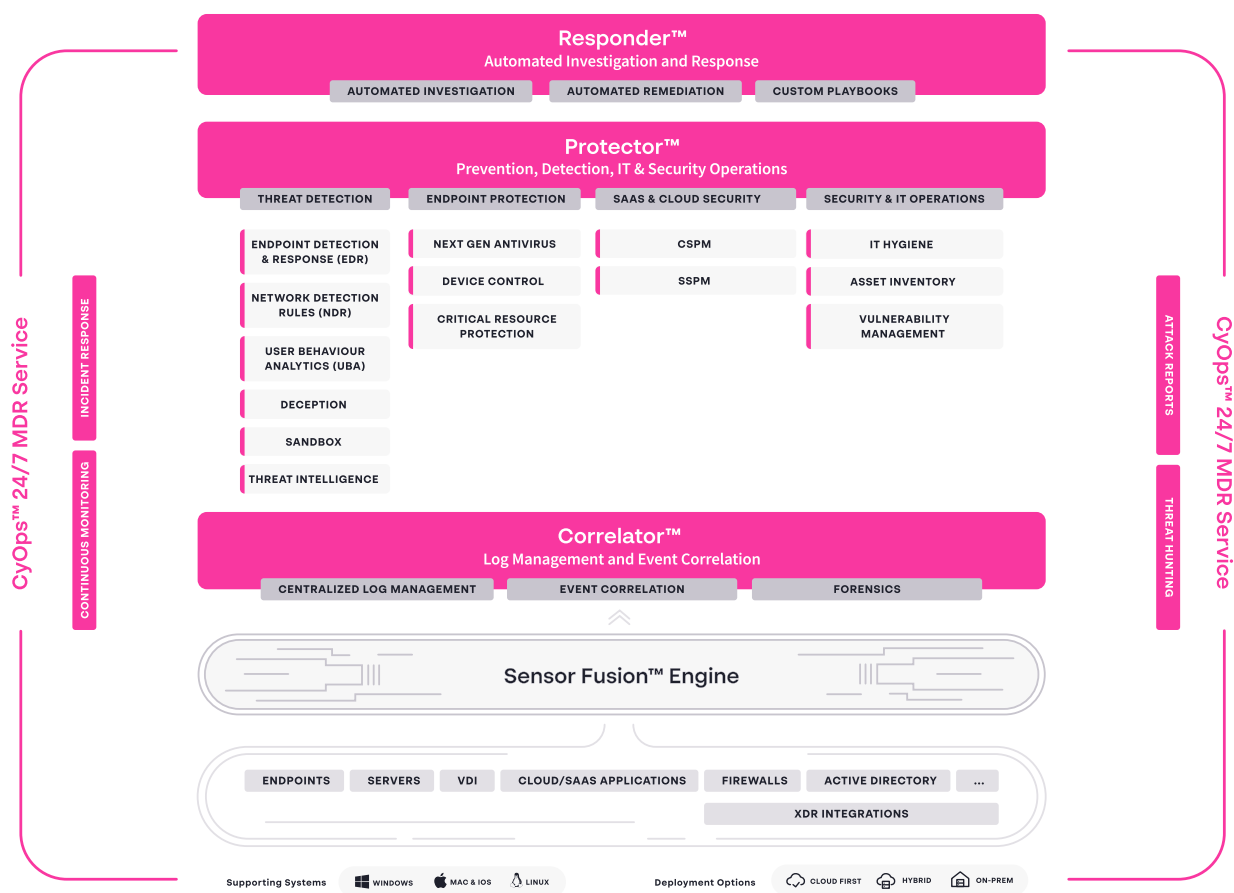 Responder™
Automated Investigation and Response
AUTOMATED INVESTIGATION
AUTOMATED REMEDIATION
CUSTOM PLAYBOOKS
Protector™
Prevention, Detection, IT & Security Operations
THREAT DETECTION
ENDPOINT DETECTION
& RESPONSE (EDR)
NETWORK DETECTION
RULES (NDR)
USER BEHAVIOUR
ANALYTICS (UBA)
DECEPTION
SANDBOX
THREAT INTELLIGENCE
ENDPOINT PROTECTION
NEXT GEN ANTIVIRUS
DEVICE CONTROL
CRITICAL RESOURCE
PROTECTION
SAAS & CLOUD SECURITY
CSPM
SSPM
SECURITY & IT OPERATIONS
IT HYGIENE
ASSET INVENTORY
VULNERABILITY
MANAGEMENT
CyOps™ 24/7 MDR Service
INCIDENT RESPONSE
CONTINUOUS MONITORING
ATTACK REPORTS
THREAT HUNTING
CyOps™ 24/7 MDR Service
Correlator™
Log Management and Event Correlation
CENTRALIZED LOG MANAGEMENT
EVENT CORRELATION
FORENSICS
Sensor Fusion™ Engine
ENDPOINTS
SERVERS
VDI
CLOUD/SAAS APPLICATIONS
FIREWALLS
ACTIVE DIRECTORY
...
XDR INTEGRATIONS
Supporting Systems
WINDOWS
MAC & IOS
LINUX
Deployment Options
CLOUD FIRST
HYBRID
ON-PREM